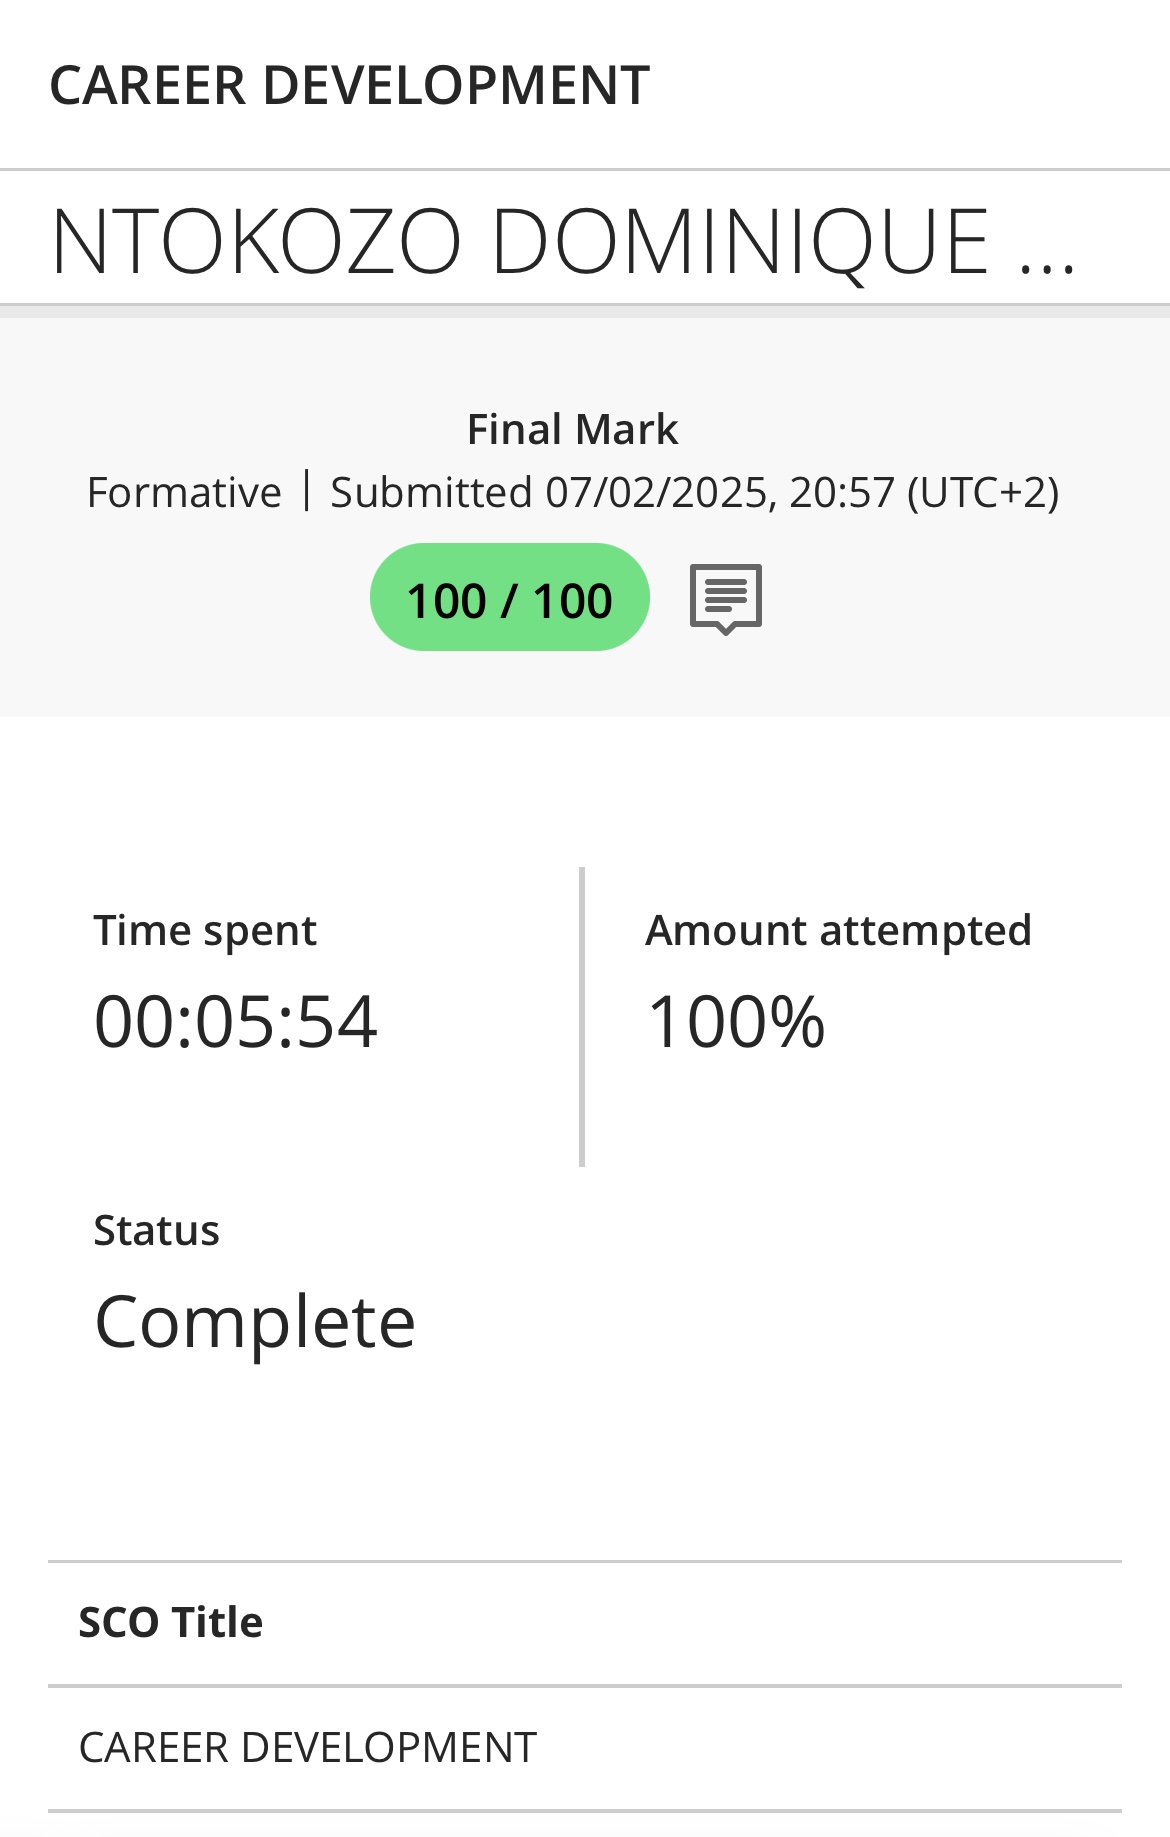 CAREER DEVELOPMENT
NTOKOZO DOMINIQUE ...
Final Mark
Formative | Submitted 07/02/2025, 20:57 (UTC+2)
100 / 100
Time spent
00:05:54
Amount attempted
100%
Status
Complete
SCO Title
CAREER DEVELOPMENT